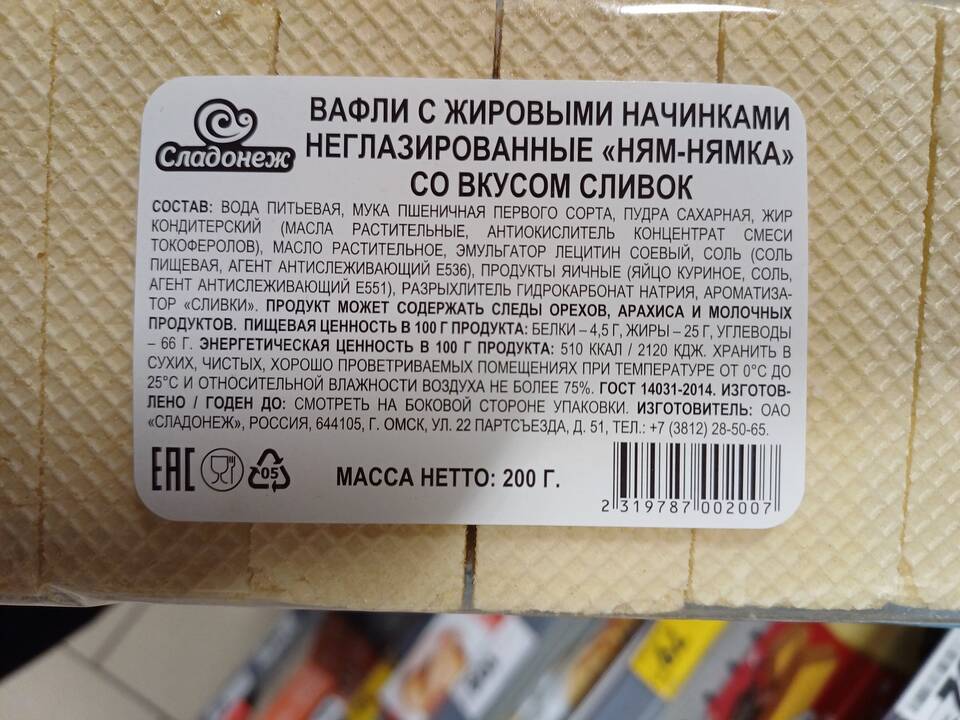 Сладонеж
ВАФЛИ С ЖИРОВЫМИ НАЧИНКАМИ
НЕГЛАЗИРОВАННЫЕ «НЯМ-НЯМКА»
СО ВКУСОМ СЛИВОК
СОСТАВ: ВОДА ПИТЬЕВАЯ, МУКА ПШЕНИЧНАЯ ПЕРВОГО СОРТА, ПУДРА САХАРНАЯ, ЖИР
КОНДИТЕРСКИЙ (МАСЛА РАСТИТЕЛЬНЫЕ, АНТИОКИСЛИТЕЛЬ КОНЦЕНТРАТ СМЕСИ
ТОКОФЕРОЛОВ), МАСЛО РАСТИТЕЛЬНОЕ, ЭМУЛЬГАТОР ЛЕЦИТИН СОЕВЫЙ, СОЛЬ (СОЛЬ
ПИЩЕВАЯ, АГЕНТ АНТИСЛЕЖИВАЮЩИЙ Е536), ПРОДУКТЫ ЯИЧНЫЕ (ЯЙЦО КУРИНОЕ, СОЛЬ,
АГЕНТ АНТИСЛЕЖИВАЮЩИЙ Е551), РАЗРЫХЛИТЕЛЬ ГИДРОКАРБОНАТ НАТРИЯ, АРОМАТИЗА-
ТОР «СЛИВКИ». ПРОДУКТ МОЖЕТ СОДЕРЖАТЬ СЛЕДЫ ОРЕХОВ, АРАХИСА И МОЛОЧНЫХ
ПРОДУКТОВ. ПИЩЕВАЯ ЦЕННОСТЬ В 100 Г ПРОДУКТА: БЕЛКИ – 4,5 Г, ЖИРЫ – 25 Г, УГЛЕВОДЫ
– 66 Г. ЭНЕРГЕТИЧЕСКАЯ ЦЕННОСТЬ В 100 Г ПРОДУКТА: 510 ККАЛ / 2120 КДЖ. ХРАНИТЬ В
СУХИХ, ЧИСТЫХ, ХОРОШО ПРОВЕТРИВАЕМЫХ ПОМЕЩЕНИЯХ ПРИ ТЕМПЕРАТУРЕ ОТ 0°С ДО
25°С И ОТНОСИТЕЛЬНОЙ ВЛАЖНОСТИ ВОЗДУХА НЕ БОЛЕЕ 75%. ГОСТ 14031-2014. ИЗГОТОВ-
ЛЕНО / ГОДЕН ДО: СМОТРЕТЬ НА БОКОВОЙ СТОРОНЕ УПАКОВКИ. ИЗГОТОВИТЕЛЬ: ОАО
«СЛАДОНЕЖ», РОССИЯ, 644105, Г. ОМСК, УЛ. 22 ПАРТСЪЕЗДА, Д. 51, ТЕЛ.: +7 (3812) 28-50-65.
ЕАС
05
МАССА НЕТТО: 200 Г.
2 319787 002007
64